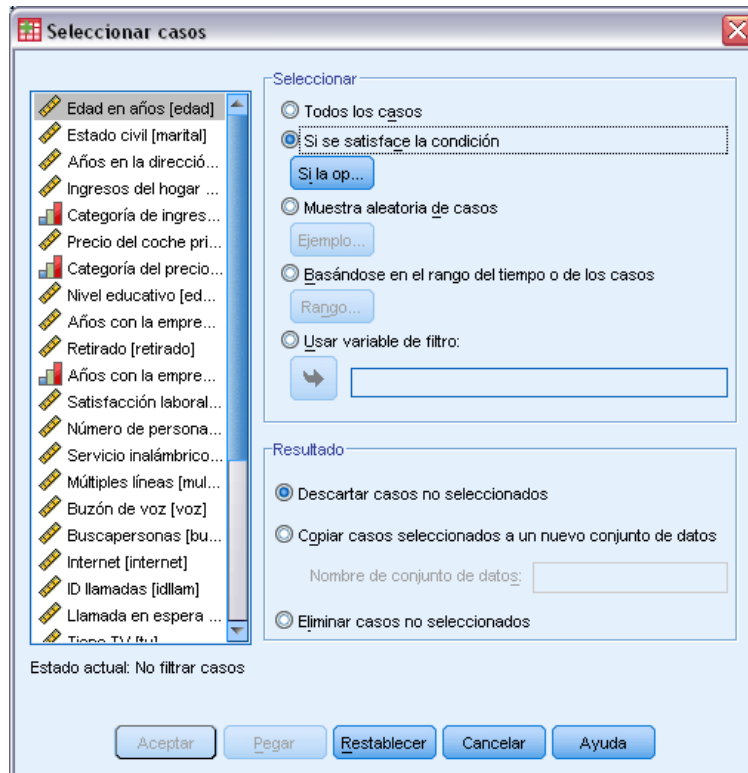 Seleccionar casos
Edad en años [edad]
Estado civil [marital]
Años en la direcció...
Ingresos del hogar ...
Categoría de ingres...
Precio del coche pri...
Categoría del precio...
Nivel educativo [ed...
Años con la empre...
Retirado [retirado]
Años con la empre...
Satisfacción laboral...
Número de persona...
Servicio inalámbrico...
Múltiples líneas [mul...
Buzón de voz [voz]
Buscapersonas [bu...
Internet [internet]
ID llamadas [idllam]
Llamada en espera ...
Tiene TV [tv]
Estado actual: No filtrar casos
Seleccionar
Todos los casos
Si se satisface la condición
Si la op...
Muestra aleatoria de casos
Ejemplo...
Basándose en el rango del tiempo o de los casos
Rango...
Usar variable de filtro:
Resultado
Descartar casos no seleccionados
Copiar casos seleccionados a un nuevo conjunto de datos
Nombre de conjunto de datos:
Eliminar casos no seleccionados
Aceptar
Pegar
Restablecer
Cancelar
Ayuda